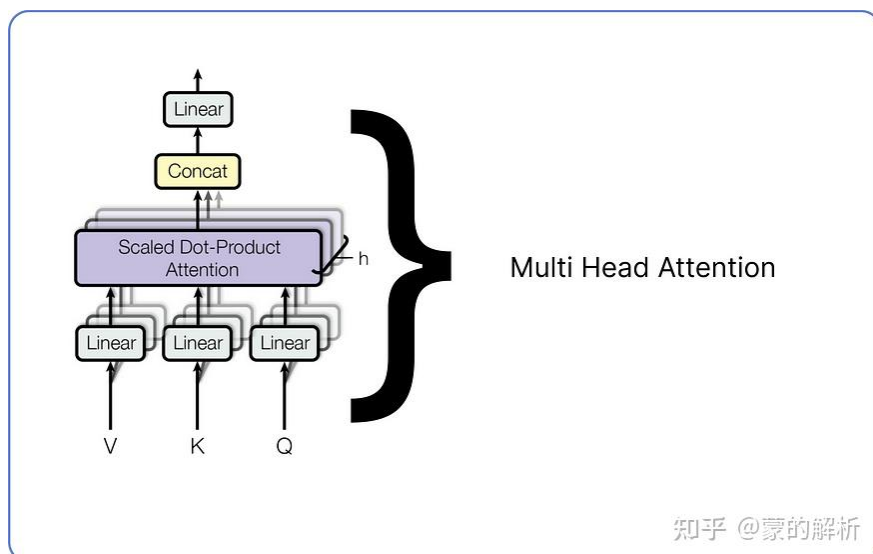 Linear
Concat
Scaled Dot-Product
Attention
h
Linear
Linear
Linear
V
K
Q
Multi Head Attention
知乎 @蒙的解析